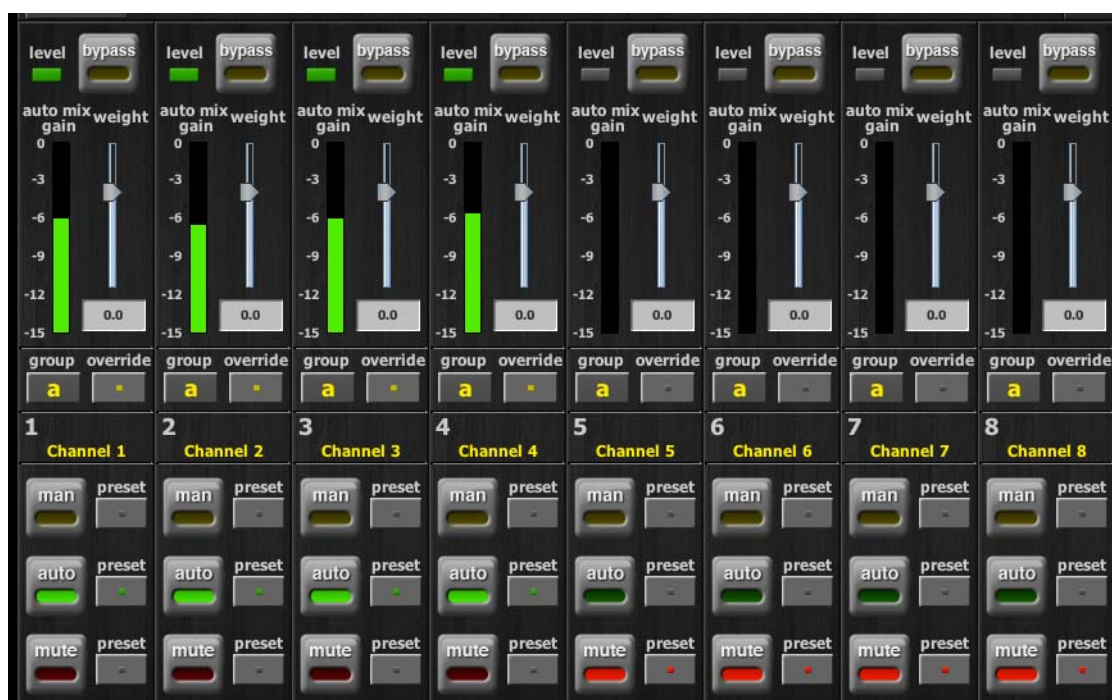 level bypass level bypass level bypass level bypass level bypass level bypass level bypass level bypass
auto mix gain weight auto mix gain weight auto mix gain weight auto mix gain weight auto mix gain weight auto mix gain weight auto mix gain weight auto mix gain weight
0 0 0 0 0 0 0 0
-3 -3 -3 -3 -3 -3 -3 -3
-6 -6 -6 -6 -6 -6 -6 -6
-9 -9 -9 -9 -9 -9 -9 -9
-12 -12 -12 -12 -12 -12 -12 -12
0.0 0.0 0.0 0.0 0.0 0.0 0.0 0.0
-15 -15 -15 -15 -15 -15 -15 -15
group override group override group override group override group override group override group override group override
a a a a a a a a
1 2 3 4 5 6 7 8
Channel 1 Channel 2 Channel 3 Channel 4 Channel 5 Channel 6 Channel 7 Channel 8
man preset man preset man preset man preset man preset man preset man preset man preset
auto preset auto preset auto preset auto preset auto preset auto preset auto preset auto preset
mute preset mute preset mute preset mute preset mute preset mute preset mute preset mute preset